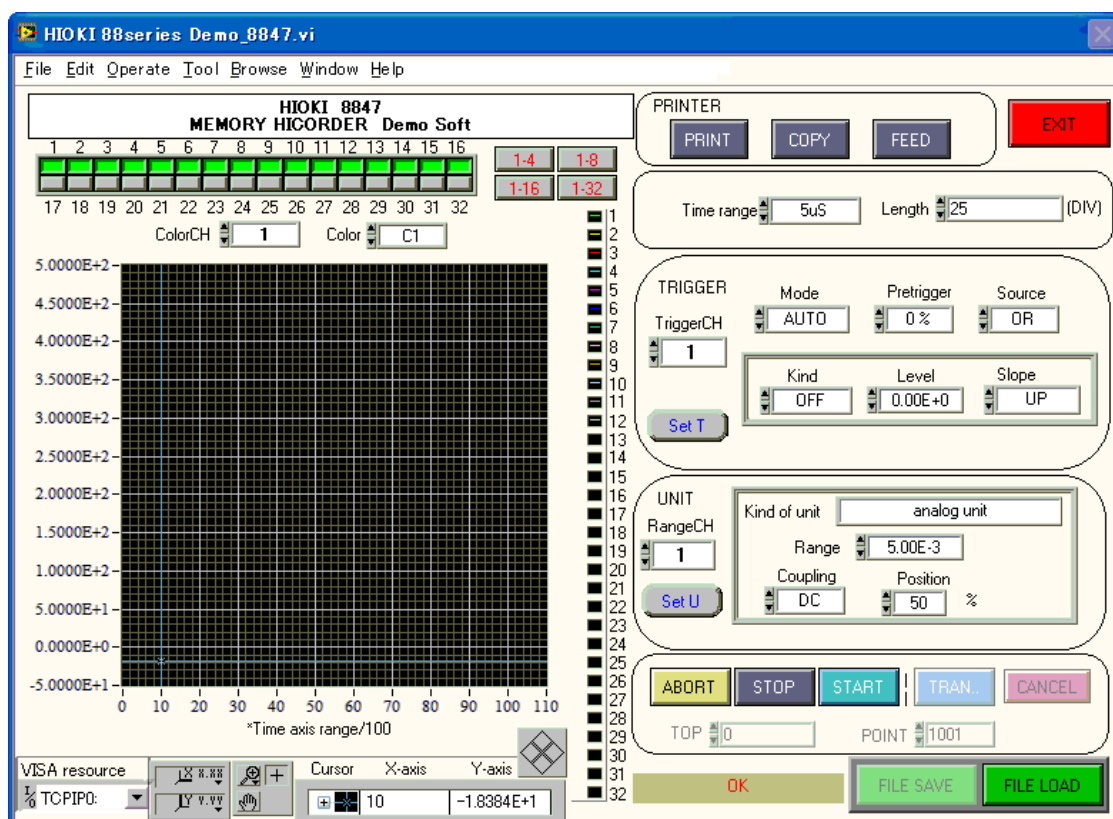 HIOKI 88series Demo_8847.vi
File Edit Operate Tool Browse Window Help
HIOKI 8847
MEMORY HICORDER Demo Soft
1 2 3 4 5 6 7 8 9 10 11 12 13 14 15 16
17 18 19 20 21 22 23 24 25 26 27 28 29 30 31 32
1-4 1-8
1-16 1-32
ColorCH 1 Color C1
5.0000E+2
4.5000E+2
4.0000E+2
3.5000E+2
3.0000E+2
2.5000E+2
2.0000E+2
1.5000E+2
1.0000E+2
5.0000E+1
0.0000E+0
-5.0000E+1
0 10 20 30 40 50 60 70 80 90 100 110
*Time axis range/100
1
2
3
4
5
6
7
8
9
10
11
12
13
14
15
16
17
18
19
20
21
22
23
24
25
26
27
28
29
30
31
32
VISA resource
TCPIP0:
X X.XX
Y Y.YY
Cursor X-axis Y-axis
10 -1.8384E+1
PRINTER
PRINT COPY FEED
EXIT
Time range 5uS Length 25 (DIV)
TRIGGER
TriggerCH
1
Set T
Mode Pretrigger Source
AUTO 0 % OR
Kind Level Slope
OFF 0.00E+0 UP
UNIT
RangeCH
1
Set U
Kind of unit analog unit
Range 5.00E-3
Coupling Position
DC 50 %
ABORT STOP START TRAN.. CANCEL
TOP 0 POINT 1001
OK
FILE SAVE FILE LOAD